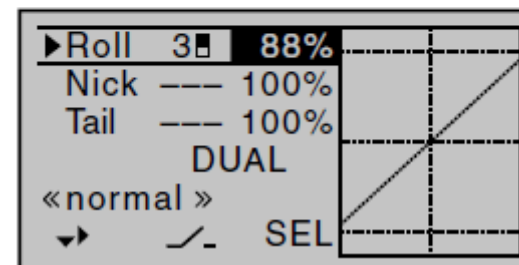 Roll 3 88%
Nick --- 100%
Tail --- 100%
DUAL
«normal »
SEL